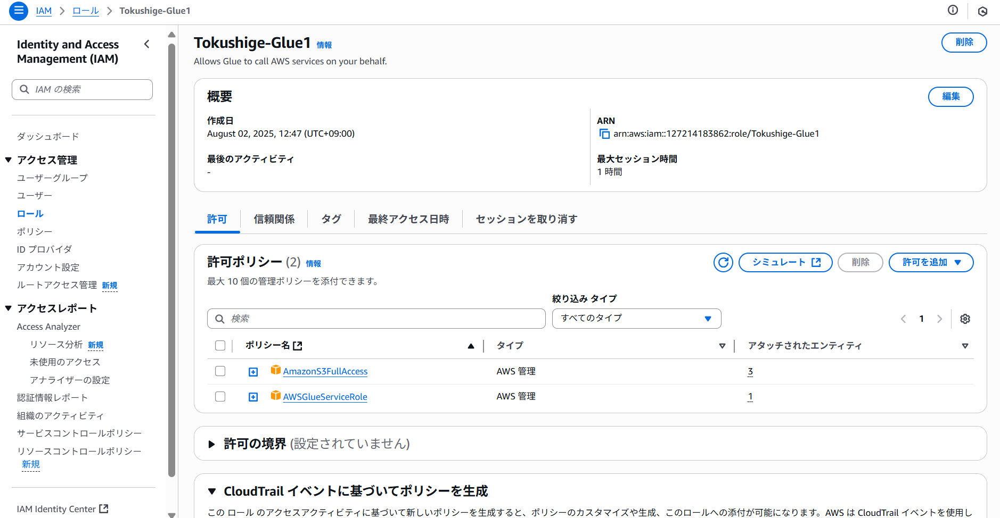 IAM > ロール > Tokushige-Glue1
Identity and Access
Management (IAM)
IAM の検索
ダッシュボード
アクセス管理
ユーザーグループ
ユーザー
ロール
ポリシー
ID プロバイダ
アカウント設定
ルートアクセス管理 新規
アクセスレポート
Access Analyzer
リソース分析 新規
未使用のアクセス
アナライザーの設定
認証情報レポート
組織のアクティビティ
サービスコントロールポリシー
リソースコントロールポリシー
新規
IAM Identity Center
Tokushige-Glue1 情報
削除
Allows Glue to call AWS services on your behalf.
概要
編集
作成日
August 02, 2025, 12:47 (UTC+09:00)
ARN
arn:aws:iam::127214183862:role/Tokushige-Glue1
最後のアクティビティ
-
最大セッション時間
1 時間
許可 信頼関係 タグ 最終アクセス日時 セッションを取り消す
許可ポリシー (2) 情報
シミュレート 削除 許可を追加
最大 10 個の管理ポリシーを添付できます。
絞り込み タイプ
検索 すべてのタイプ 1
ポリシー名 タイプ アタッチされたエンティティ
AmazonS3FullAccess AWS 管理 3
AWSGlueServiceRole AWS 管理 1
許可の境界 (設定されていません)
CloudTrail イベントに基づいてポリシーを生成
この ロール のアクセスアクティビティに基づいて新しいポリシーを生成すると、ポリシーのカスタマイズや生成、このロールへの添付が可能になります。AWS は CloudTrail イベントを使用し